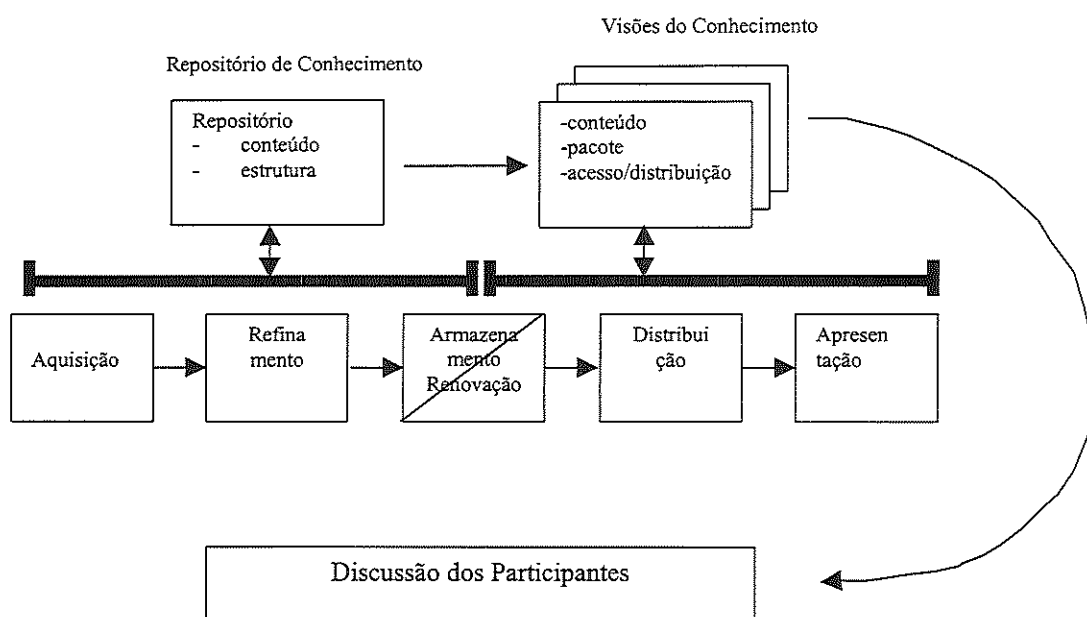 Visões do Conhecimento
Repositório de Conhecimento
Repositório
- conteúdo
- estrutura
-conteúdo
-pacote
-acesso/distribuição
Aquisição
Refina
mento
Armazena
mento
Renovação
Distribui
ção
Apresen
tação
Discussão dos Participantes